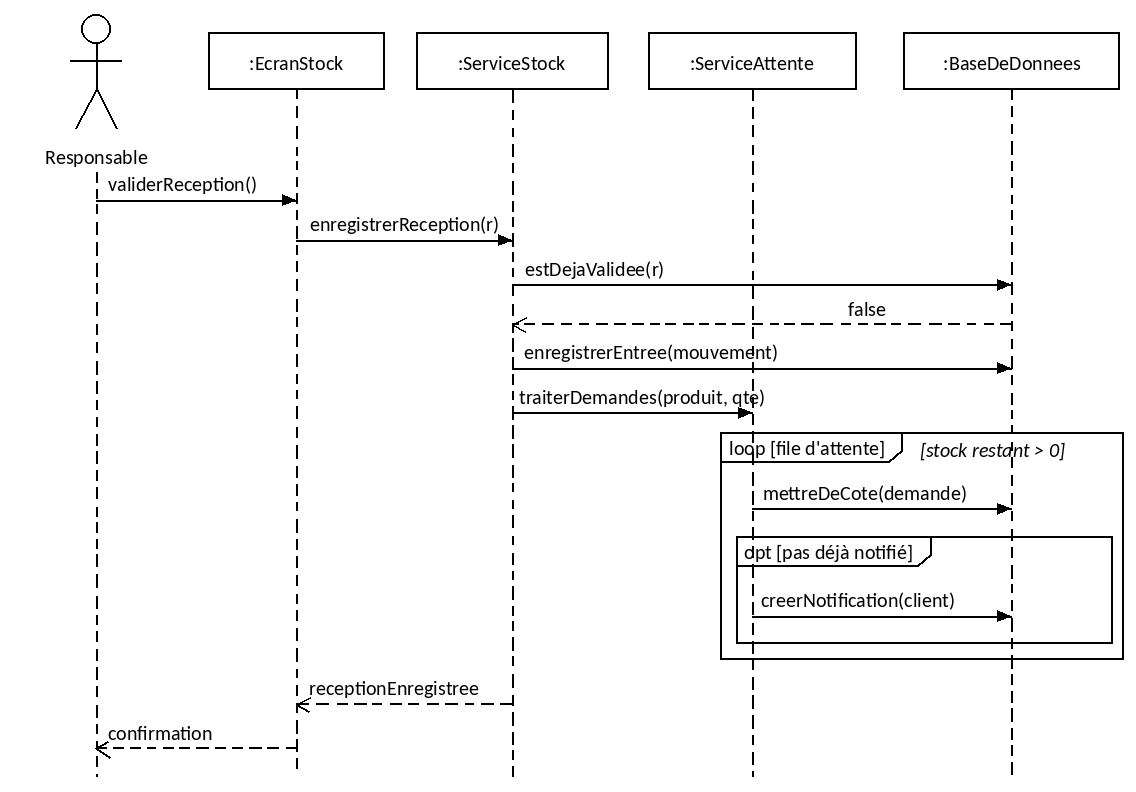 :EcranStock
:ServiceStock
:ServiceAttente
:BaseDeDonnees
Responsable
validerReception()
enregistrerReception(r)
estDejaValidee(r)
false
enregistrerEntree(mouvement)
traiterDemandes(produit, qte)
loop [file d'attente]
[stock restant > 0]
mettreDeCote(demande)
opt [pas déjà notifié]
creerNotification(client)
receptionEnregistree
confirmation